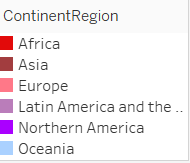 ContinentRegion
Africa
Asia
Europe
Latin America and the ..
Northern America
Oceania